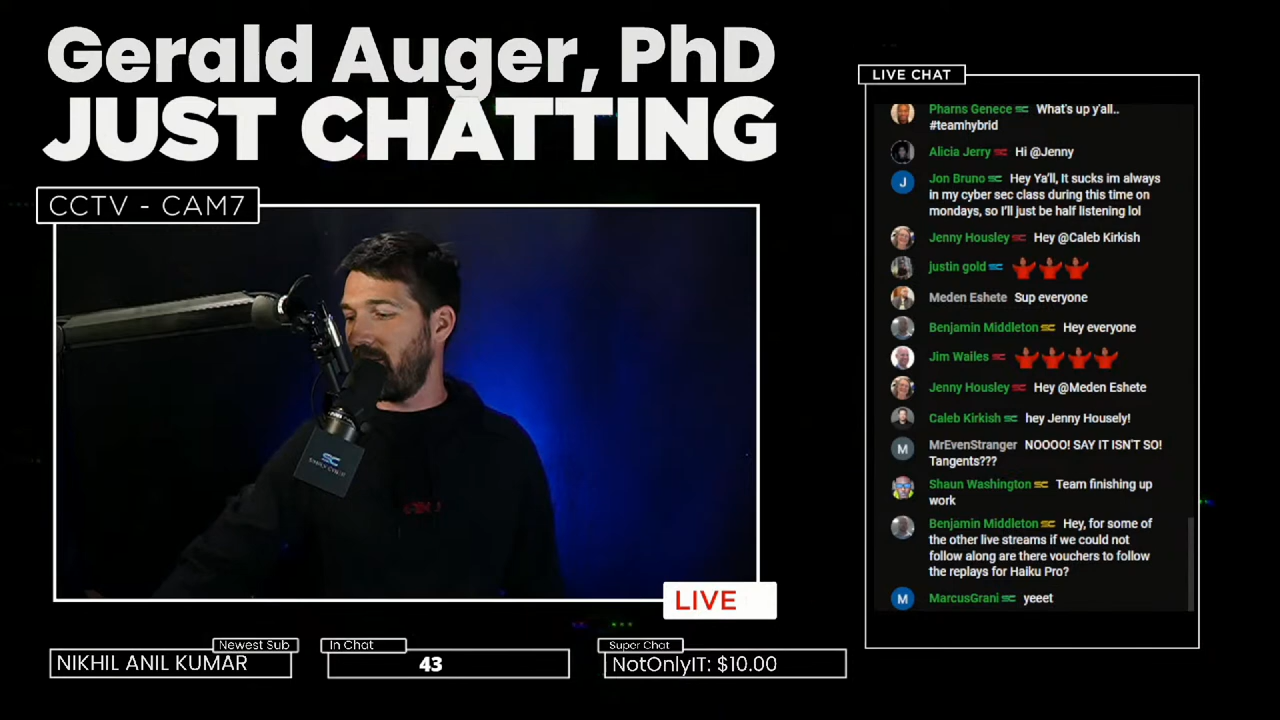 Gerald Auger, PhD
JUST CHATTING
CCTV - CAM7
LIVE
Newest Sub
NIKHIL ANIL KUMAR
In Chat
43
Super Chat
NotOnlyIT: $10.00
LIVE CHAT
Pharns Genece What's up y'all..
#teamhybrid
Alicia Jerry Hi @Jenny
J
Jon Bruno Hey Ya'll, It sucks im always
in my cyber sec class during this time on
mondays, so I'll just be half listening lol
Jenny Housley Hey @Caleb Kirkish
justin gold
Meden Eshete Sup everyone
Benjamin Middleton Hey everyone
Jim Wailes
Jenny Housley Hey @Meden Eshete
Caleb Kirkish hey Jenny Housely!
M
MrEvenStranger NOOOO! SAY IT ISN'T SO!
Tangents???
Shaun Washington Team finishing up
work
Benjamin Middleton Hey, for some of
the other live streams if we could not
follow along are there vouchers to follow
the replays for Haiku Pro?
M
MarcusGrani yeeet